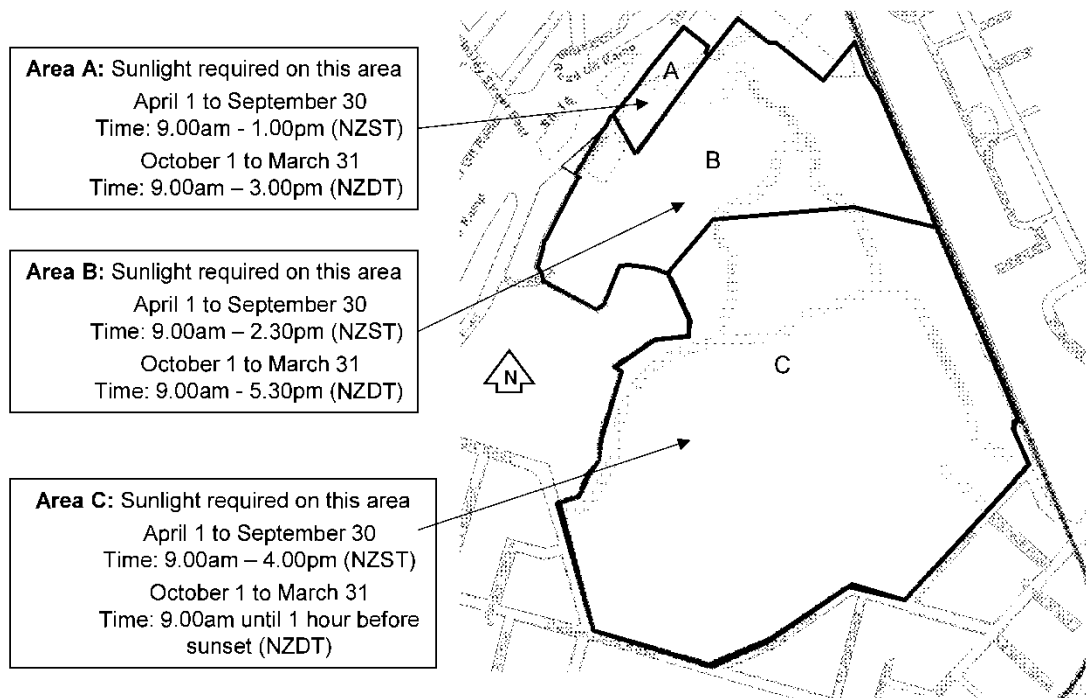 Area A: Sunlight required on this area
April 1 to September 30
Time: 9.00am - 1.00pm (NZST)
October 1 to March 31
Time: 9.00am – 3.00pm (NZDT)
Area B: Sunlight required on this area
April 1 to September 30
Time: 9.00am – 2.30pm (NZST)
October 1 to March 31
Time: 9.00am - 5.30pm (NZDT)
Area C: Sunlight required on this area
April 1 to September 30
Time: 9.00am – 4.00pm (NZST)
October 1 to March 31
Time: 9.00am until 1 hour before
sunset (NZDT)
A
B
C
N
Ramp